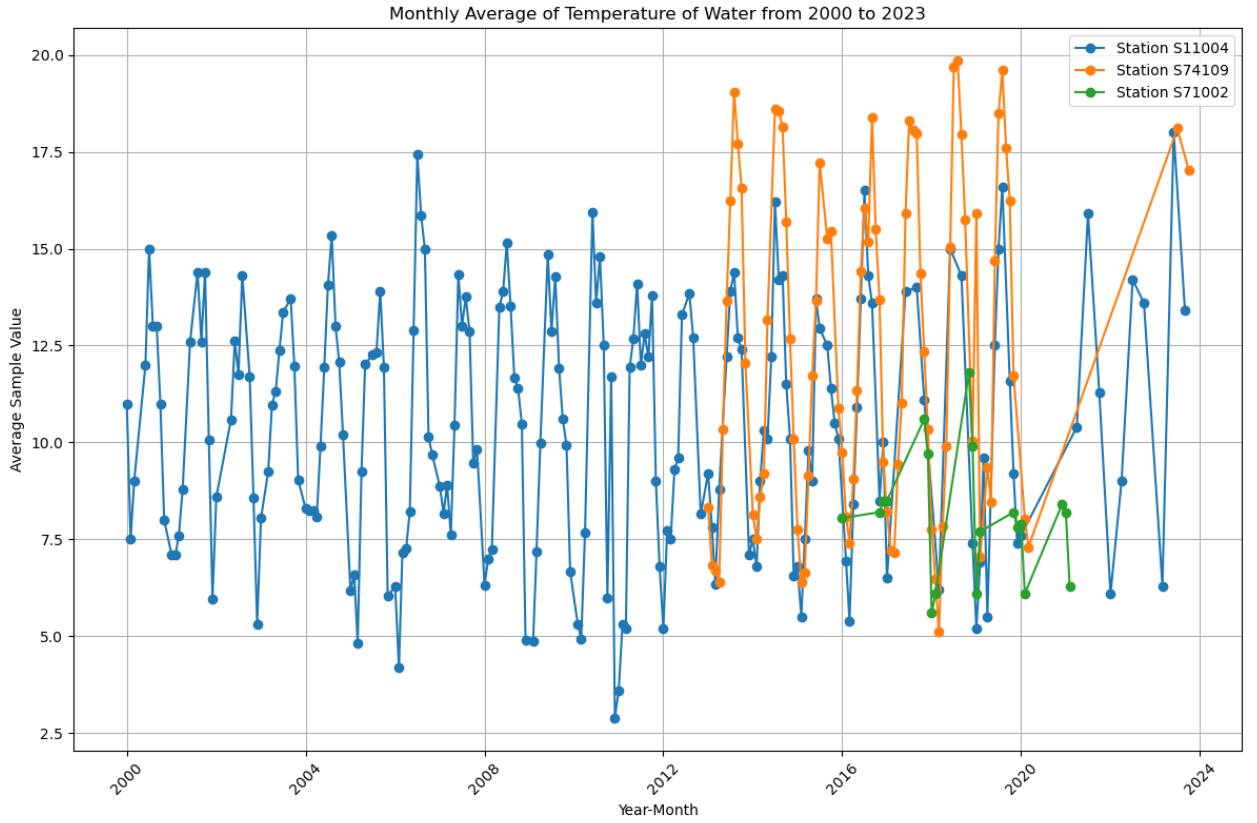 Monthly Average of Temperature of Water from 2000 to 2023
Station S11004
Station S74109
Station S71002
Average Sample Value
20.0
17.5
15.0
12.5
10.0
7.5
5.0
2.5
2000
2004
2008
2012
2016
2020
2024
Year-Month